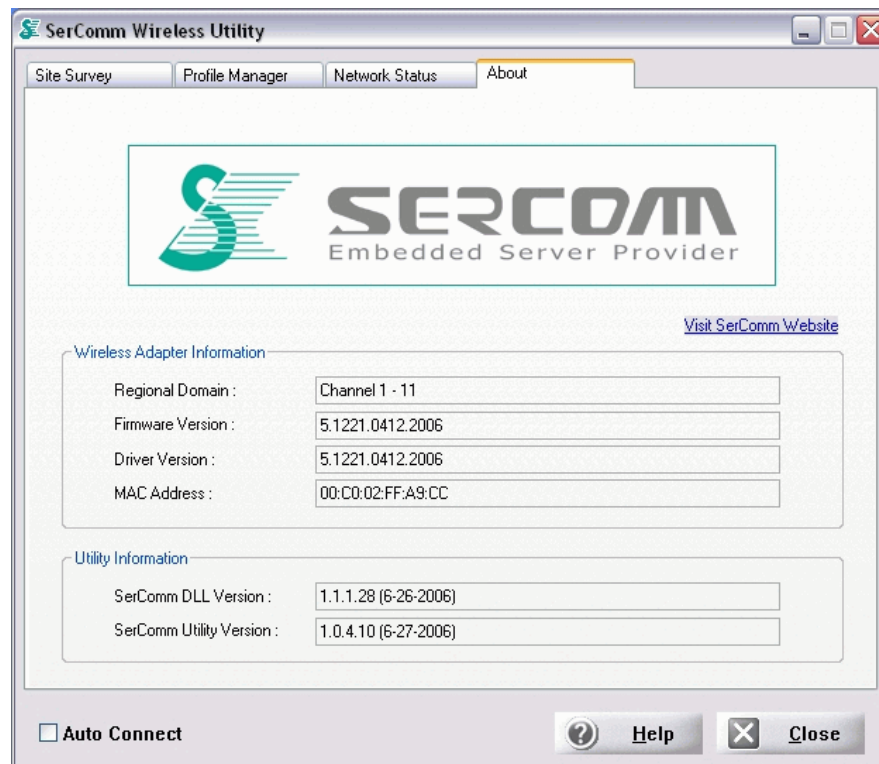 SerComm Wireless Utility
Site Survey Profile Manager Network Status About
SERCOMM
Embedded Server Provider
Visit SerComm Website
Wireless Adapter Information
Regional Domain : Channel 1 - 11
Firmware Version : 5.1221.0412.2006
Driver Version : 5.1221.0412.2006
MAC Address : 00:C0:02:FF:A9:CC
Utility Information
SerComm DLL Version : 1.1.1.28 (6-26-2006)
SerComm Utility Version : 1.0.4.10 (6-27-2006)
Auto Connect Help Close